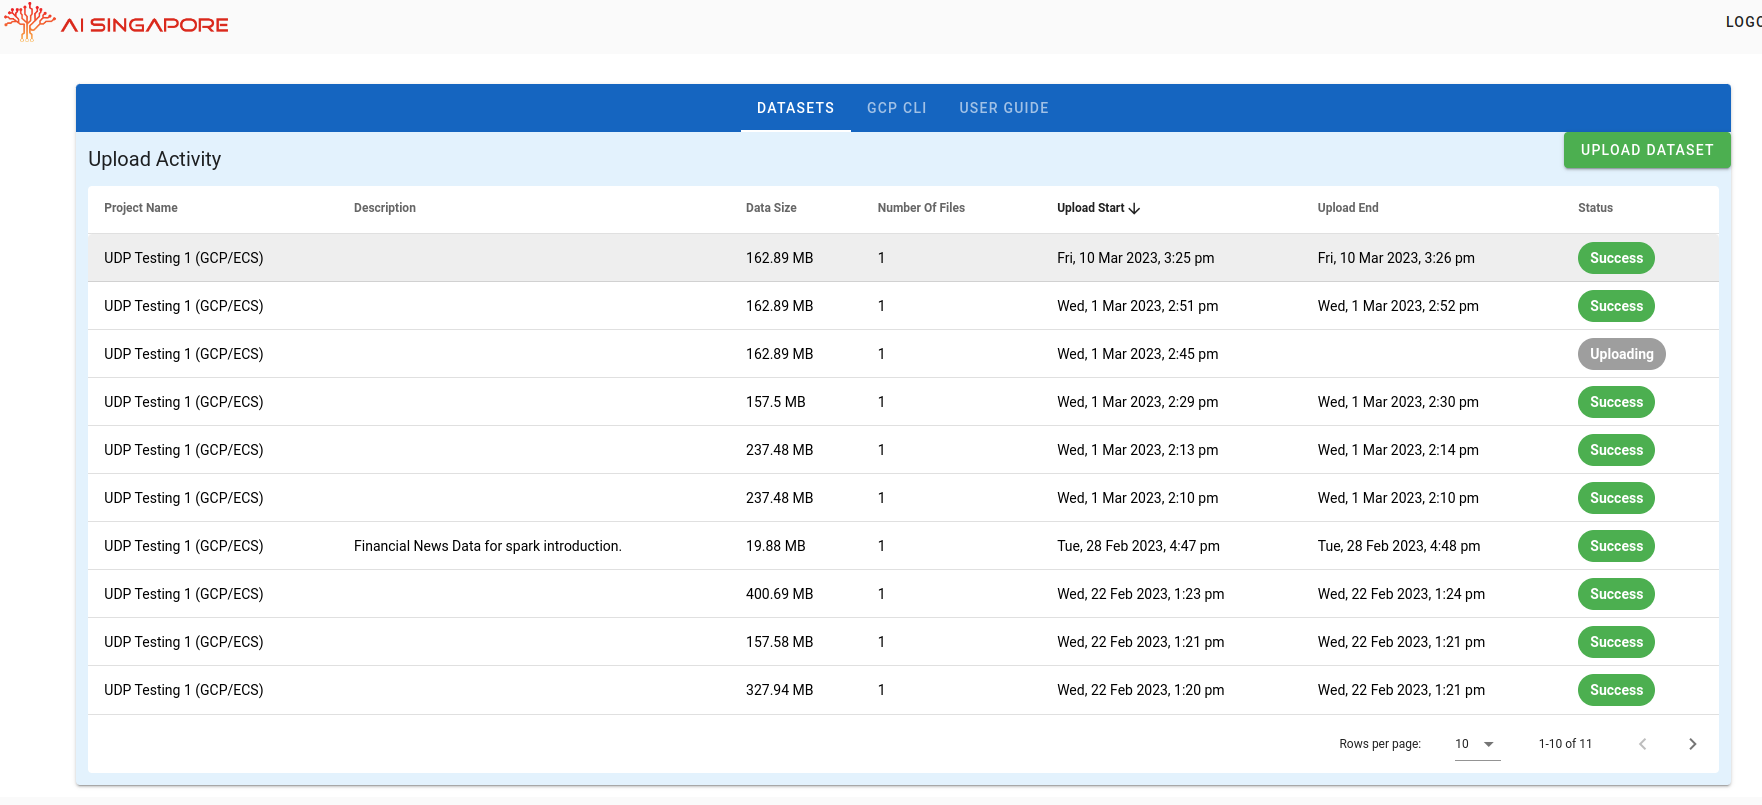 AI SINGAPORE
LOGO
DATASETS GCP CLI USER GUIDE
Upload Activity
UPLOAD DATASET
Project Name Description Data Size Number Of Files Upload Start Upload End Status
UDP Testing 1 (GCP/ECS) 162.89 MB 1 Fri, 10 Mar 2023, 3:25 pm Fri, 10 Mar 2023, 3:26 pm Success
UDP Testing 1 (GCP/ECS) 162.89 MB 1 Wed, 1 Mar 2023, 2:51 pm Wed, 1 Mar 2023, 2:52 pm Success
UDP Testing 1 (GCP/ECS) 162.89 MB 1 Wed, 1 Mar 2023, 2:45 pm Uploading
UDP Testing 1 (GCP/ECS) 157.5 MB 1 Wed, 1 Mar 2023, 2:29 pm Wed, 1 Mar 2023, 2:30 pm Success
UDP Testing 1 (GCP/ECS) 237.48 MB 1 Wed, 1 Mar 2023, 2:13 pm Wed, 1 Mar 2023, 2:14 pm Success
UDP Testing 1 (GCP/ECS) 237.48 MB 1 Wed, 1 Mar 2023, 2:10 pm Wed, 1 Mar 2023, 2:10 pm Success
UDP Testing 1 (GCP/ECS) Financial News Data for spark introduction. 19.88 MB 1 Tue, 28 Feb 2023, 4:47 pm Tue, 28 Feb 2023, 4:48 pm Success
UDP Testing 1 (GCP/ECS) 400.69 MB 1 Wed, 22 Feb 2023, 1:23 pm Wed, 22 Feb 2023, 1:24 pm Success
UDP Testing 1 (GCP/ECS) 157.58 MB 1 Wed, 22 Feb 2023, 1:21 pm Wed, 22 Feb 2023, 1:21 pm Success
UDP Testing 1 (GCP/ECS) 327.94 MB 1 Wed, 22 Feb 2023, 1:20 pm Wed, 22 Feb 2023, 1:21 pm Success
Rows per page: 10 1-10 of 11